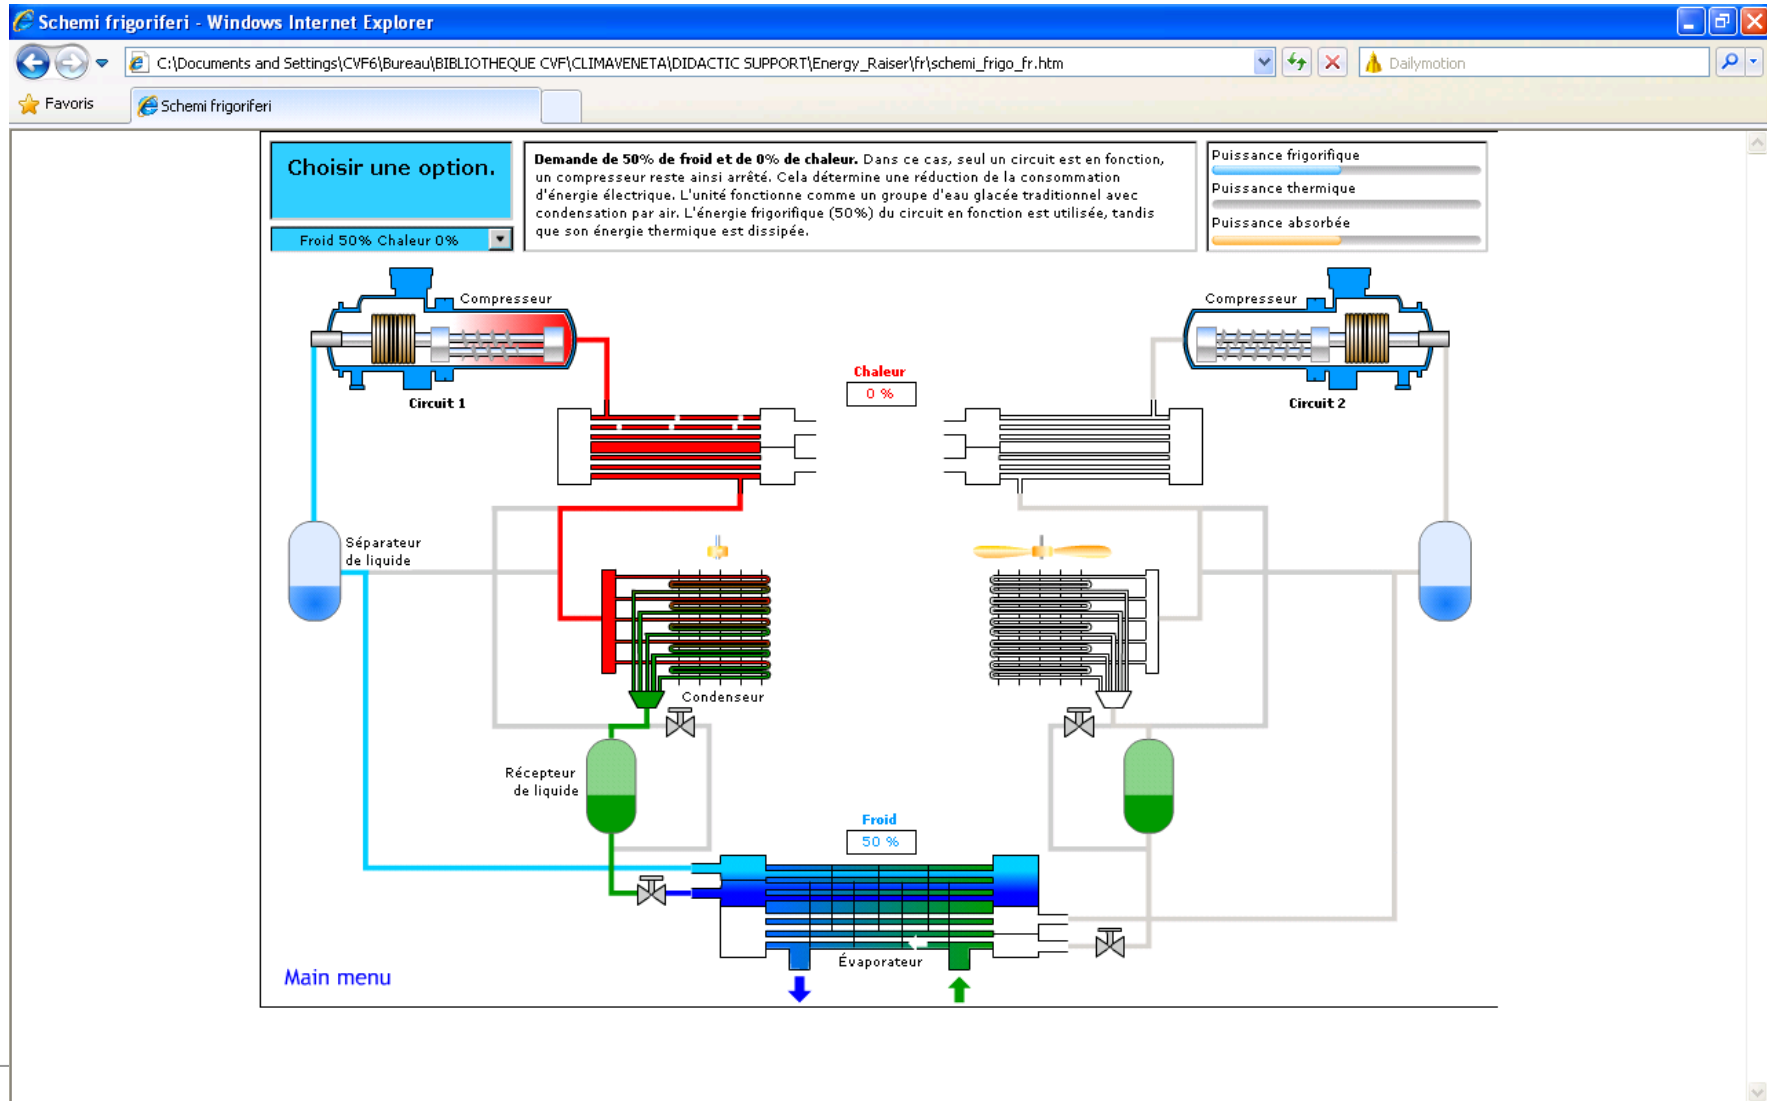 Schemi frigoriferi - Windows Internet Explorer
C:\Documents and Settings\CVF6\Bureau\BIBLIOTHEQUE CVF\CLIMAVENETA\DIDACTIC SUPPORT\Energy_Raiser\fr\schemi_frigo_fr.htm
Dailymotion
Favoris
Schemi frigoriferi
Choisir une option.
Froid 50% Chaleur 0%
Demande de 50% de froid et de 0% de chaleur. Dans ce cas, seul un circuit est en fonction,
un compresseur reste ainsi arrêté. Cela détermine une réduction de la consommation
d'énergie électrique. L'unité fonctionne comme un groupe d'eau glacée traditionnel avec
condensation par air. L'énergie frigorifique (50%) du circuit en fonction est utilisée, tandis
que son énergie thermique est dissipée.
Puissance frigorifique
Puissance thermique
Puissance absorbée
Compresseur
Compresseur
Circuit 1
Chaleur
0 %
Circuit 2
Séparateur
de liquide
Condenseur
Récepteur
de liquide
Froid
50 %
Évaporateur
Main menu